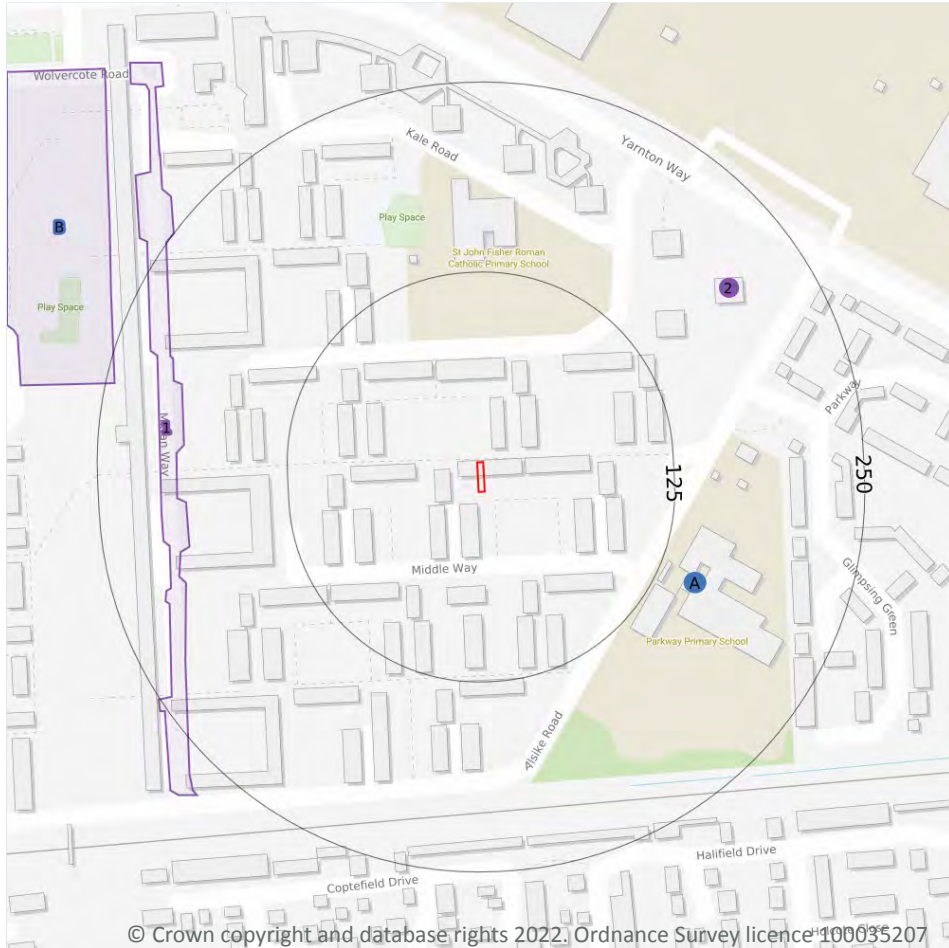 Wolvercote Road
Kale Road
Yarnton Way
B
Play Space
St John Fisher Roman
Catholic Primary School
2
Play Space
Parkway
1
125
250
A
Middle Way
Glimpsing Green
Parkway Primary School
Alsike Road
Halifield Drive
Coptefield Drive
© Crown copyright and database rights 2022. Ordnance Survey licence 100035207